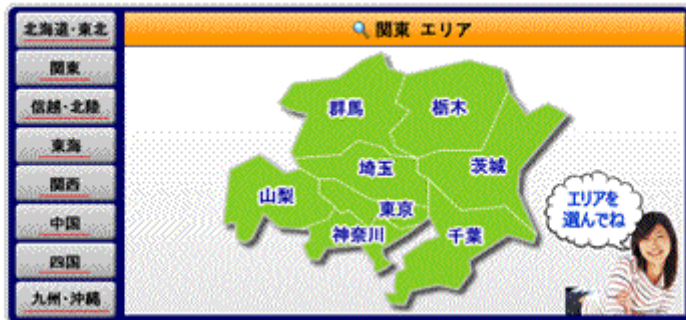 北海道・東北
関東
信越・北陸
東海
関西
中国
四国
九州・沖縄
関東 エリア
群馬
栃木
埼玉
茨城
山梨
東京
神奈川
千葉
エリアを
選んでね